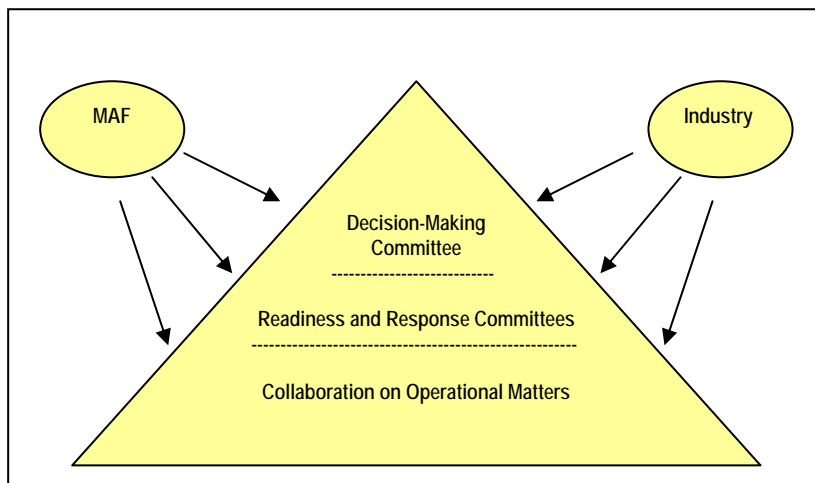 MAF
Industry
Decision-Making
Committee
Readiness and Response Committees
Collaboration on Operational Matters